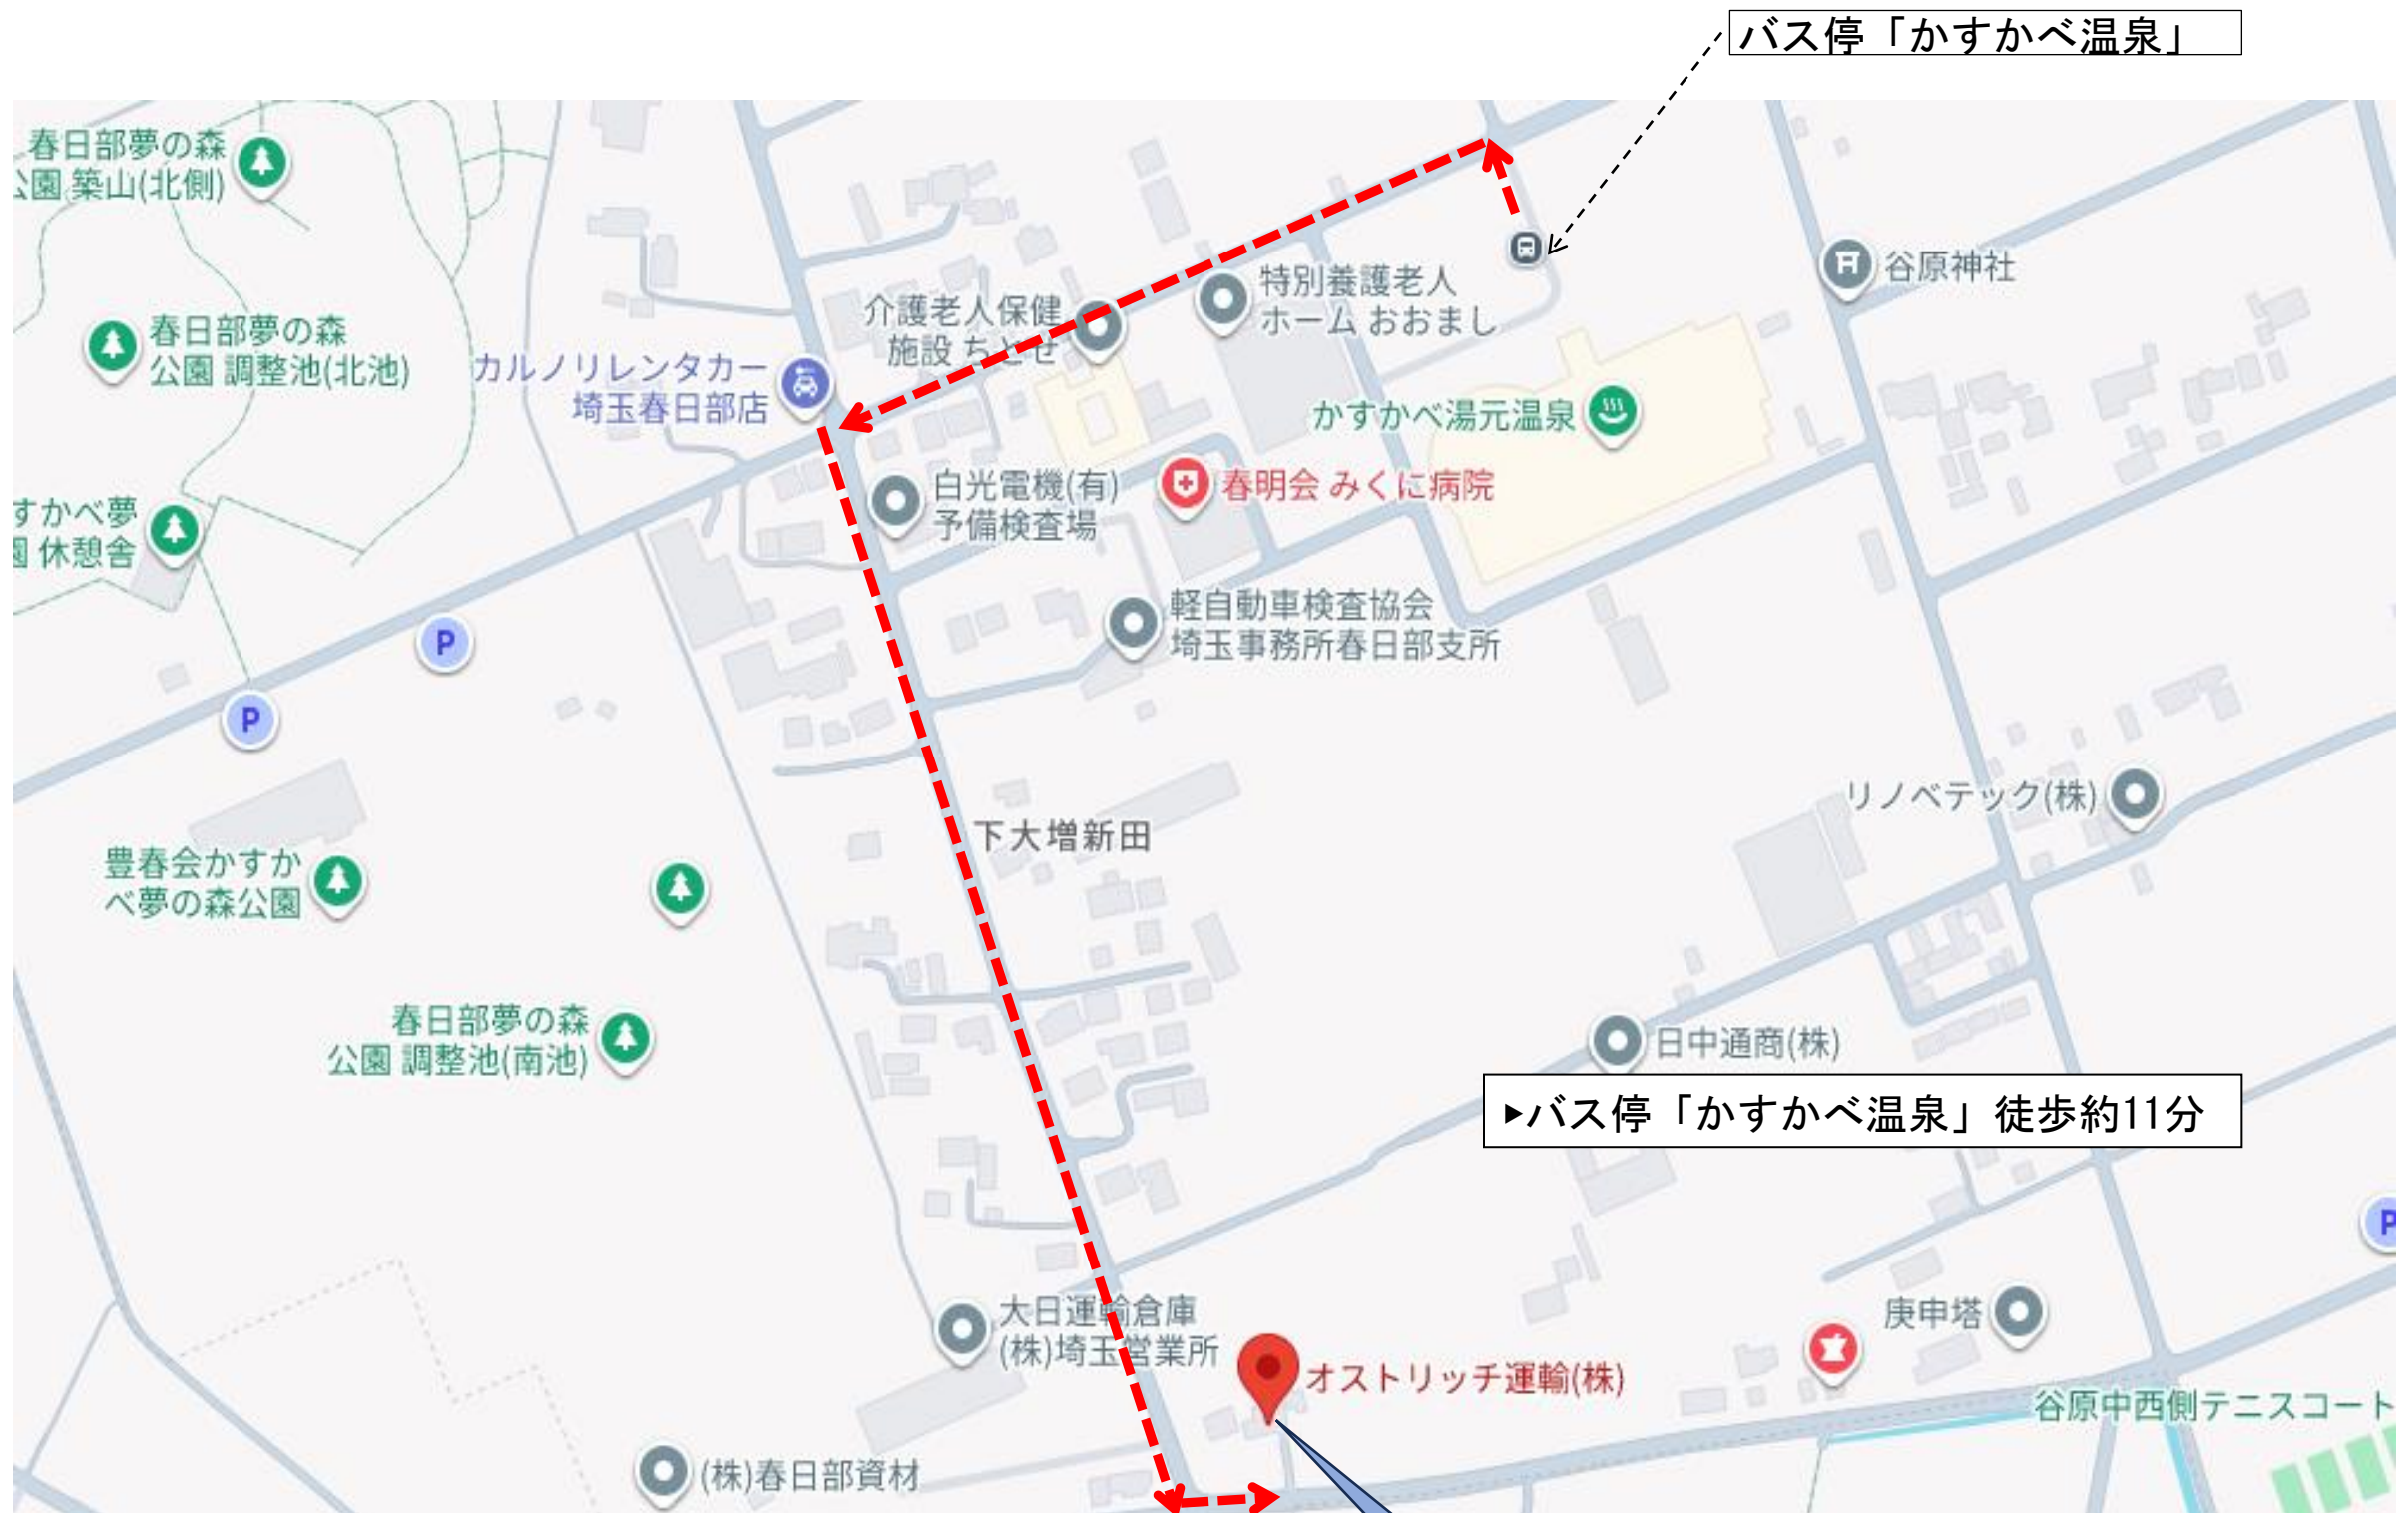 バス停「かすかべ温泉」
春日部夢の森
公園 築山(北側)
谷原神社
特別養護老人
ホーム おおまし
介護老人保健
施設 ちとせ
春日部夢の森
公園 調整池(北池)
カルノリレンタカー
埼玉春日部店
かすかべ湯元温泉
白光電機(有)
予備検査場
春明会 みくに病院
すかべ夢
園 休憩舎
軽自動車検査協会
埼玉事務所春日部支所
P
P
リノベテック(株)
下大増新田
豊春会かすか
べ夢の森公園
春日部夢の森
公園 調整池(南池)
日中通商(株)
▶バス停「かすかべ温泉」徒歩約11分
P
大日運輸倉庫
(株)埼玉営業所
庚申塔
オストリッチ運輸(株)
谷原中西側テニスコート
(株)春日部資材